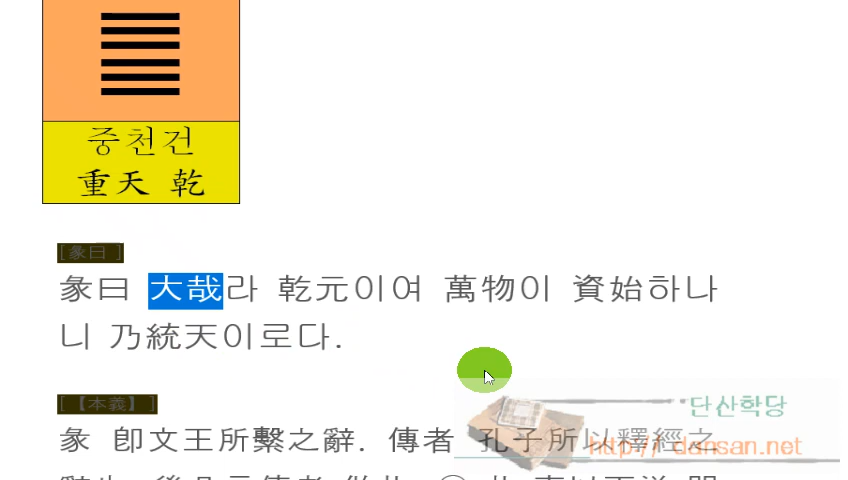 중천건
重天 乾
[彖曰 ]
彖曰 大哉라 乾元이여 萬物이 資始하나
니 乃統天이로다.
[【本義】]
彖 卽文王所繫之辭. 傳者 孔子所以釋經之
단산학당
http:// dansan.net